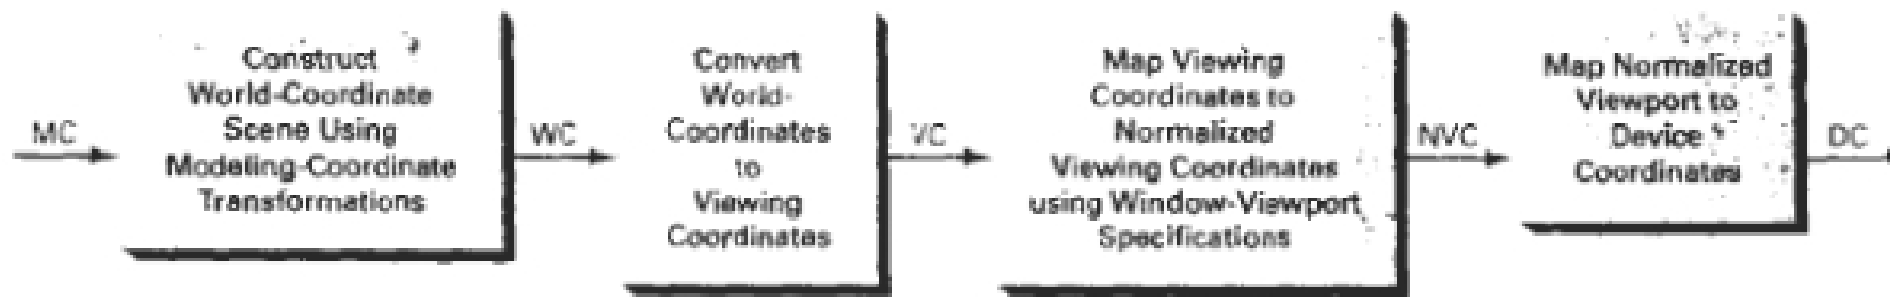 MC
Construct
World-Coordinate
Scene Using
Modeling-Coordinate
Transformations
WC
Convert
World-
Coordinates
to
Viewing
Coordinates
VC
Map Viewing
Coordinates to
Normalized
Viewing Coordinates
using Window-Viewport
Specifications
NVC
Map Normalized
Viewport to
Device
Coordinates
DC